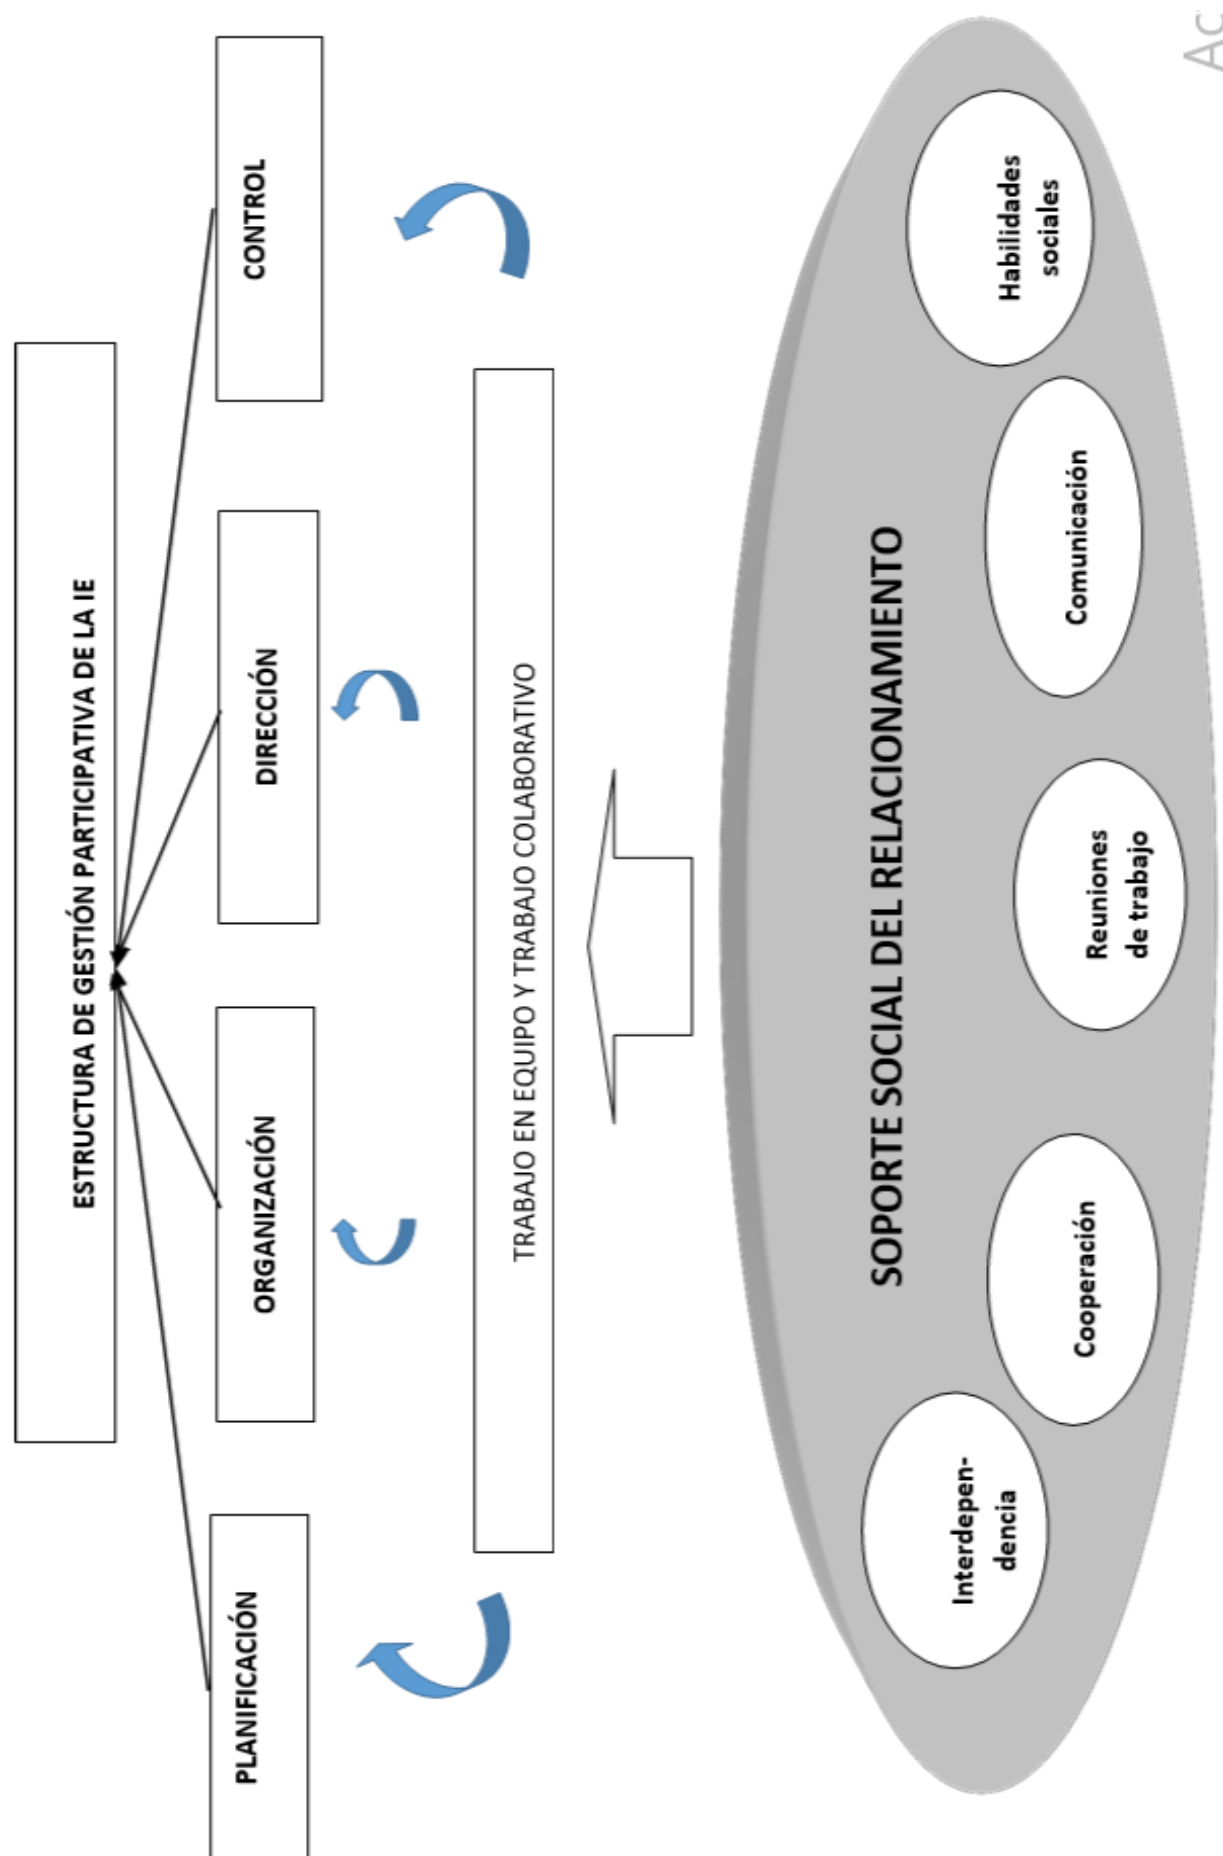 ESTRUCTURA DE GESTIÓN PARTICIPATIVA DE LA IE
PLANIFICACIÓN
ORGANIZACIÓN
DIRECCIÓN
CONTROL
TRABAJO EN EQUIPO Y TRABAJO COLABORATIVO
SOPORTE SOCIAL DEL RELACIONAMIENTO
Interdepen-
dencia
Cooperación
Reuniones
de trabajo
Comunicación
Habilidades
sociales
Ac